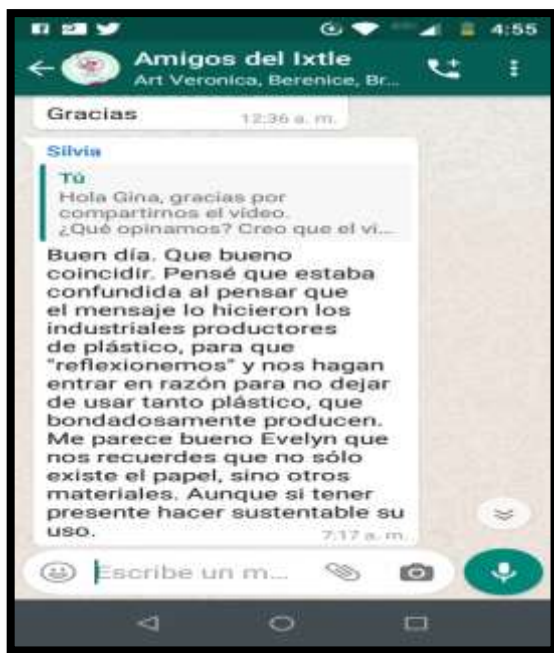 4:55
Amigos del Ixtle
Art Veronica, Berenice, Br...
Gracias
12:36 a. m.
Silvia
Tú
Hola Gina, gracias por
compartirnos el vídeo.
¿Qué opinamos? Creo que el vi...
Buen día. Que bueno
coincidir. Pensé que estaba
confundida al pensar que
el mensaje lo hicieron los
industriales productores
de plástico, para que
"reflexionemos" y nos hagan
entrar en razón para no dejar
de usar tanto plástico, que
bondadosamente producen.
Me parece bueno Evelyn que
nos recuerdes que no sólo
existe el papel, sino otros
materiales. Aunque si tener
presente hacer sustentable su
uso.
7:17 a. m.
Escribe un m...